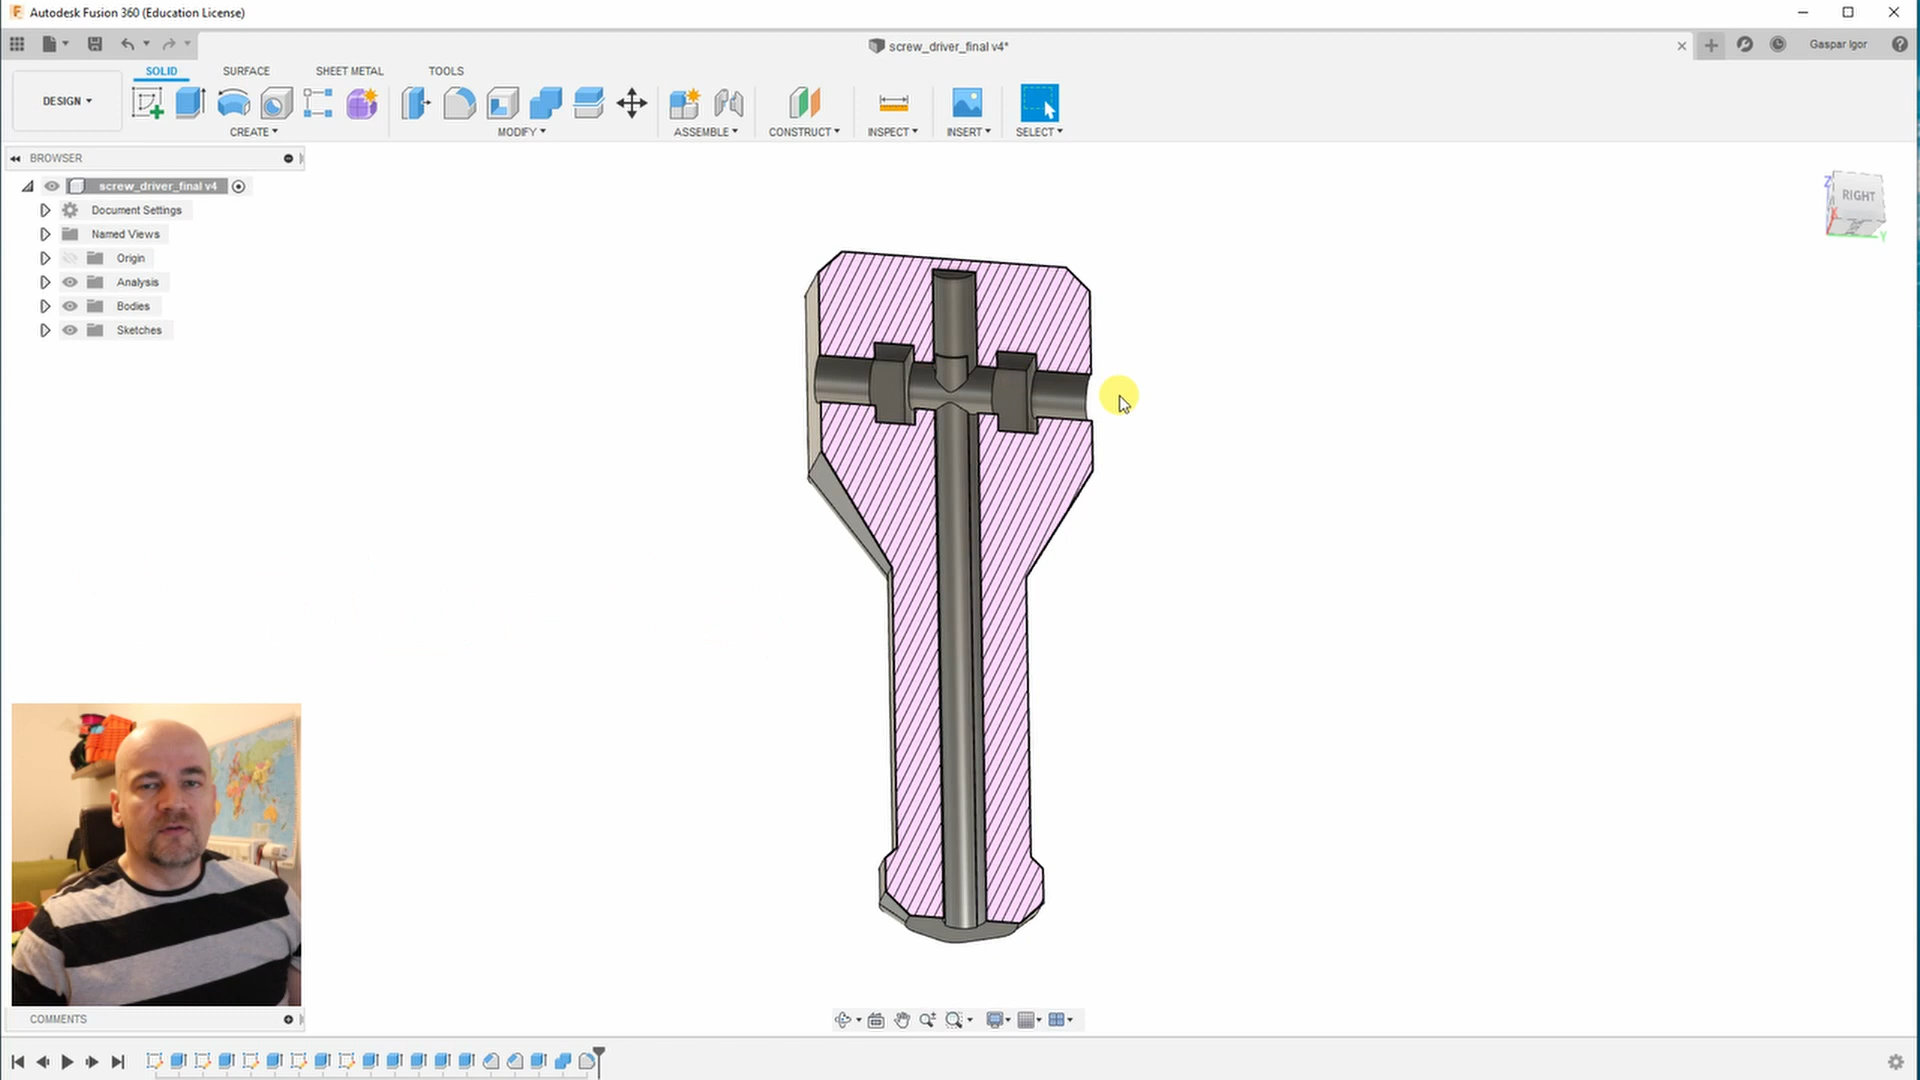 Autodesk Fusion 360 (Education License)
screw_driver_final v4*
Gaspar Igor
DESIGN
SOLID
SURFACE
SHEET METAL
TOOLS
CREATE
MODIFY
ASSEMBLE
CONSTRUCT
INSPECT
INSERT
SELECT
BROWSER
screw_driver_final v4
Document Settings
Named Views
Origin
Analysis
Bodies
Sketches
Z
RIGHT
X
Y
COMMENTS